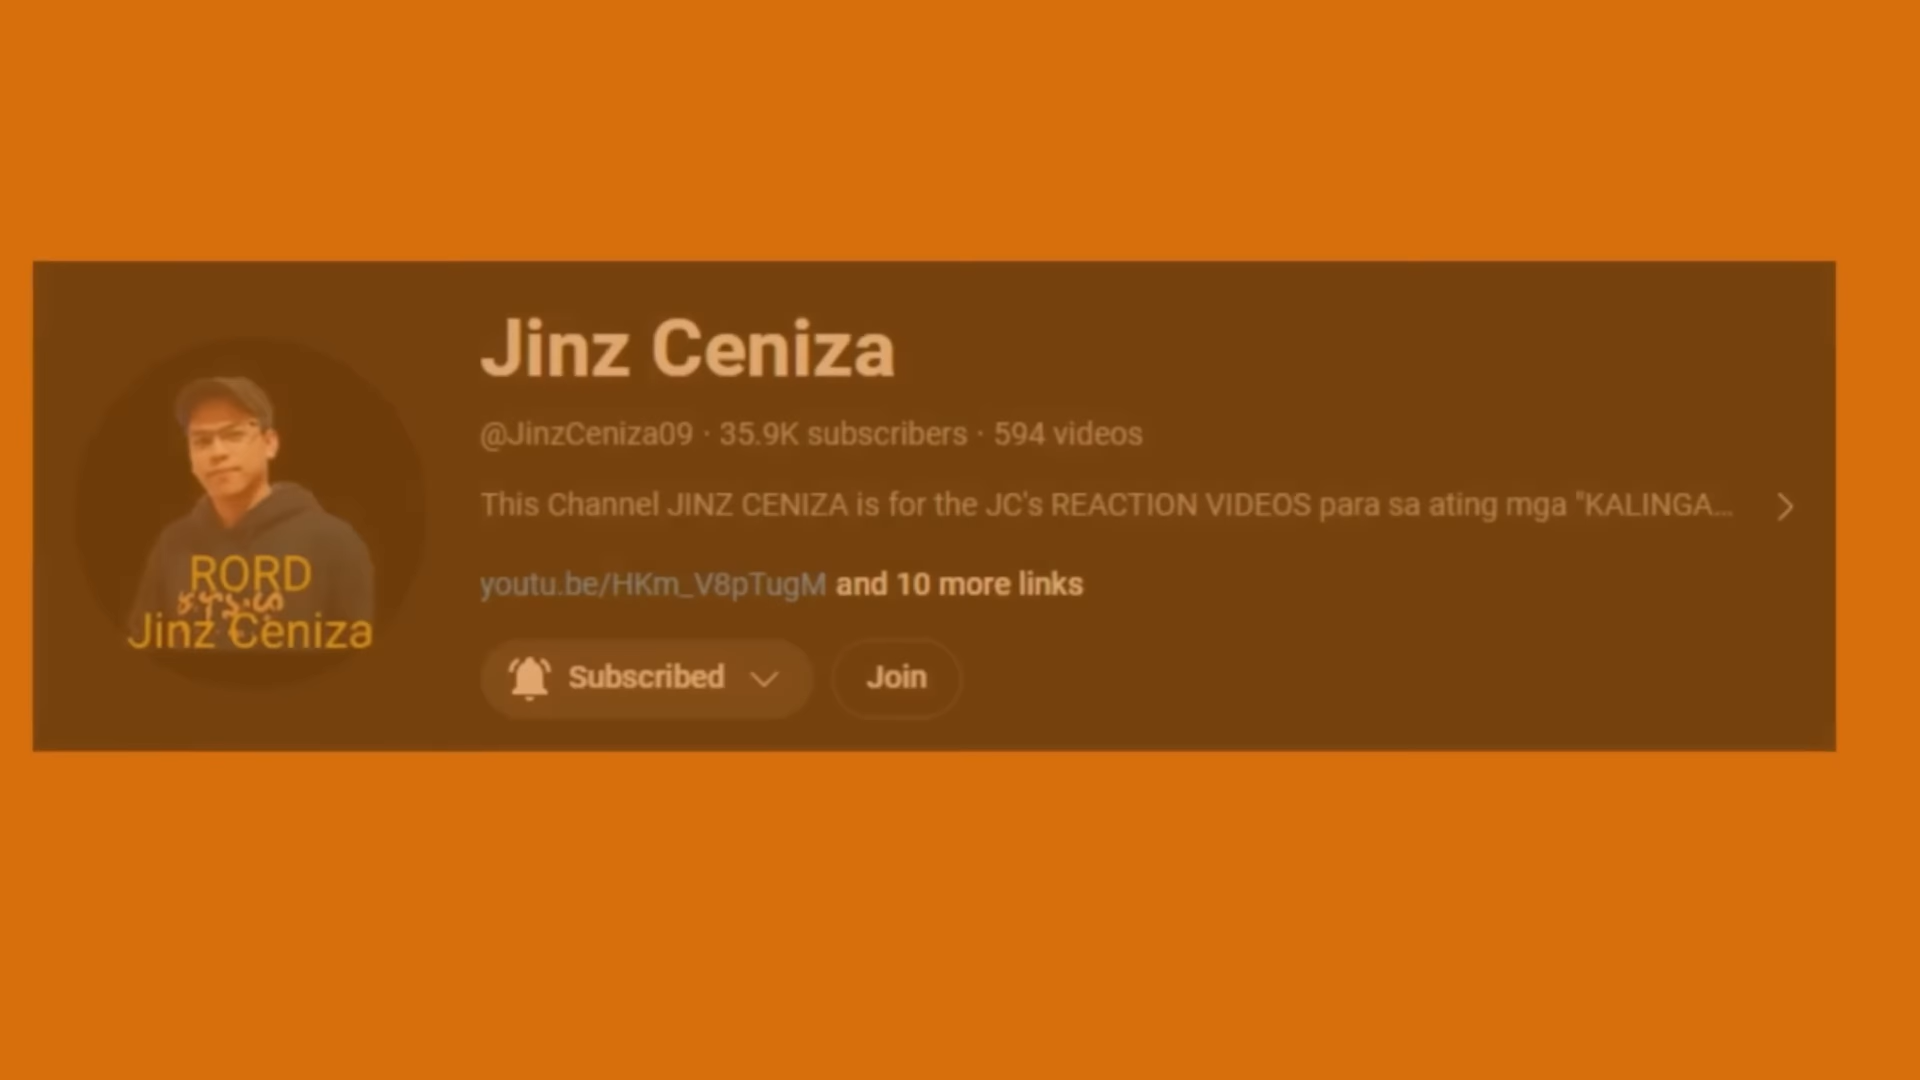 Jinz Ceniza
@JinzCeniza09 · 35.9K subscribers · 594 videos
This Channel JINZ CENIZA is for the JC's REACTION VIDEOS para sa ating mga "KALINGA...
youtu.be/HKm_V8pTugM and 10 more links
Subscribed
Join
RORD
Jinz Ceniza